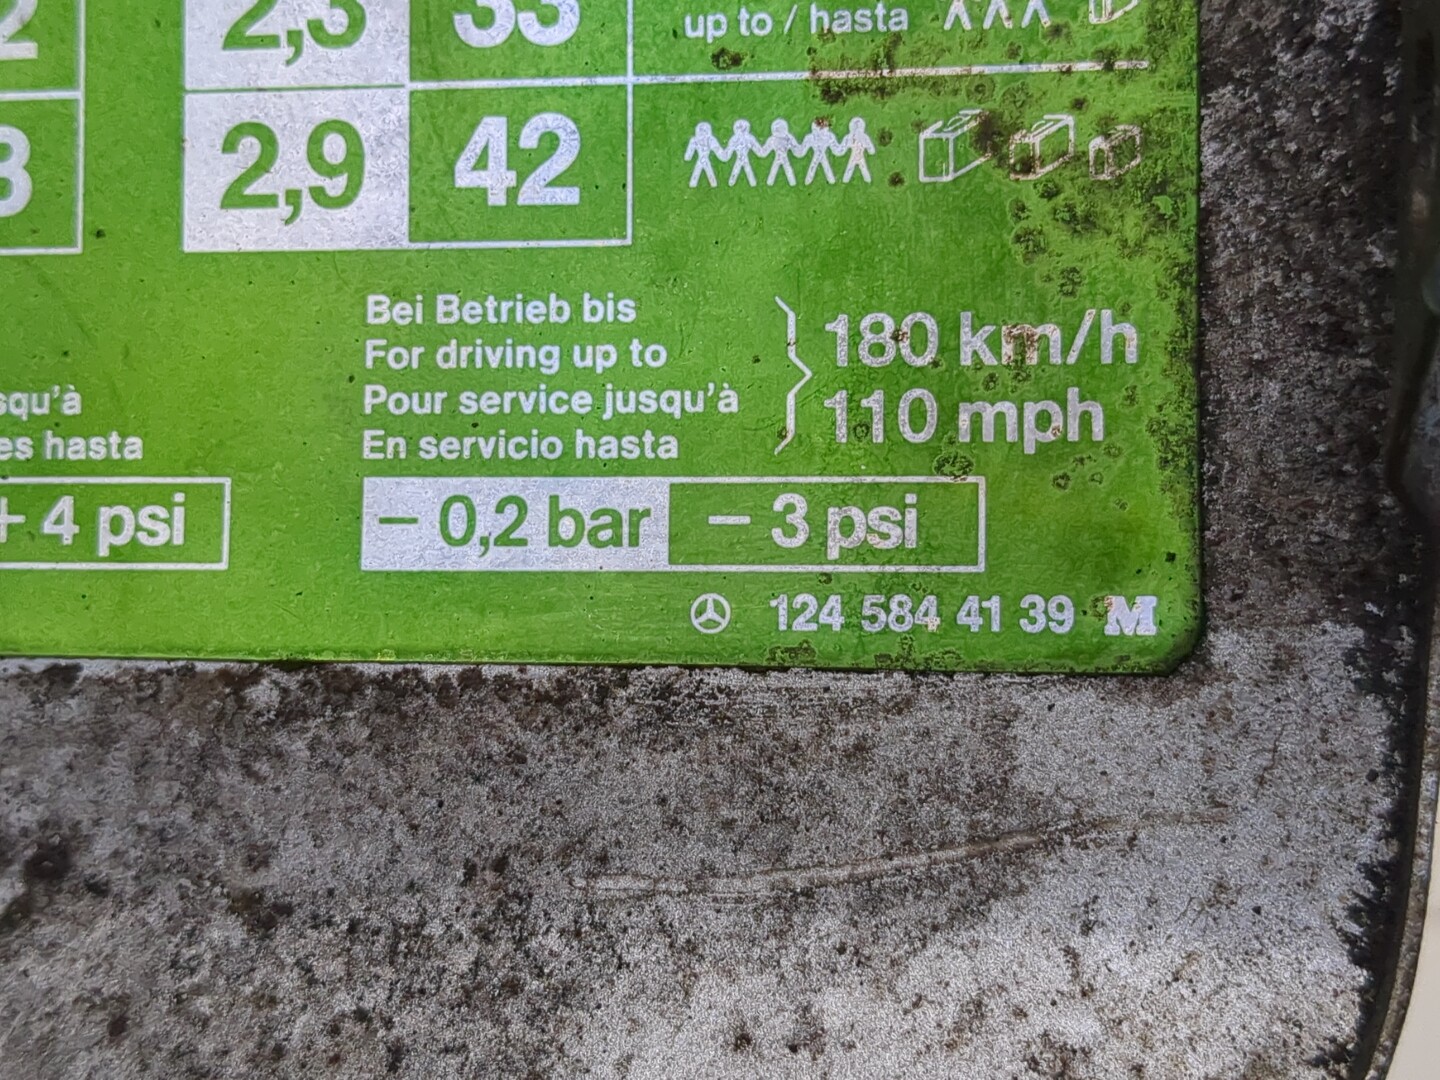 2 2,3 33 up to / hasta
3 2,9 42
Bei Betrieb bis
For driving up to
Pour service jusqu'à
En servicio hasta
180 km/h
110 mph
squ'à
es hasta
+ 4 psi
– 0,2 bar – 3 psi
124 584 41 39 M